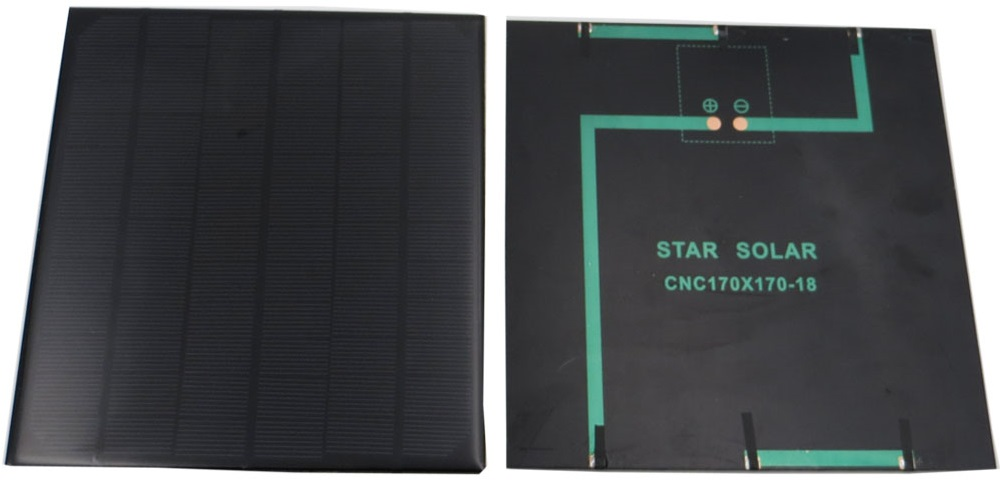 ⊕ ⊖
STAR SOLAR
CNC170X170-18